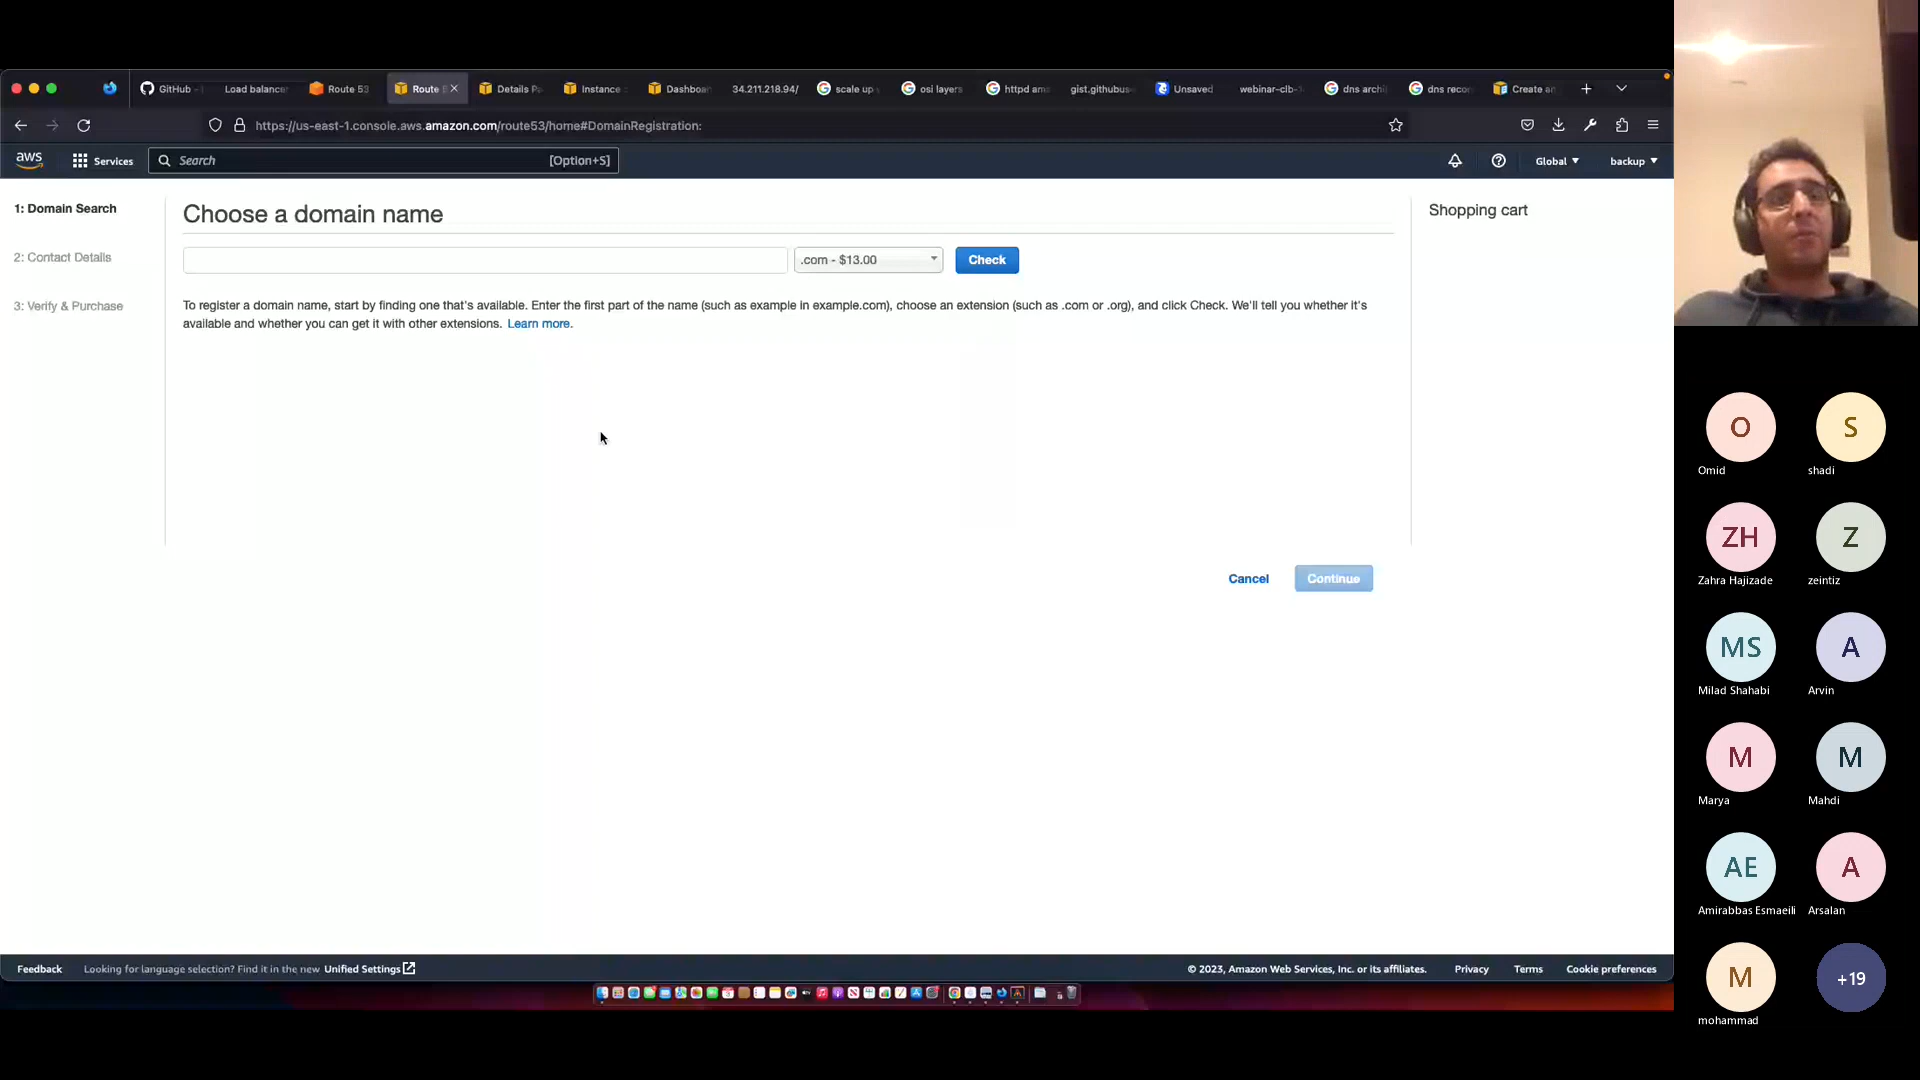 GitHub -
Load balance
Route 53
Route
Details Pa
Instance
Dashboa
34.211.218.94/
scale up
osi layers
httpd am
gist.githubus
Unsaved
webinar-clb-
dns archi
dns reco
Create a
https://us-east-1.console.aws.amazon.com/route53/home#DomainRegistration:
aws
Services
Search
[Option+S]
Global
backup
1: Domain Search
2: Contact Details
3: Verify & Purchase
Choose a domain name
.com - $13.00
Check
To register a domain name, start by finding one that's available. Enter the first part of the name (such as example in example.com), choose an extension (such as .com or .org), and click Check. We'll tell you whether it's
available and whether you can get it with other extensions. Learn more.
Cancel
Continue
Shopping cart
Feedback
Looking for language selection? Find it in the new Unified Settings
© 2023, Amazon Web Services, Inc. or its affiliates.
Privacy
Terms
Cookie preferences
O
Omid
S
shadi
ZH
Zahra Hajizade
Z
zeintiz
MS
Milad Shahabi
A
Arvin
M
Marya
M
Mahdi
AE
Amirabbas Esmaeili
A
Arsalan
M
mohammad
+19